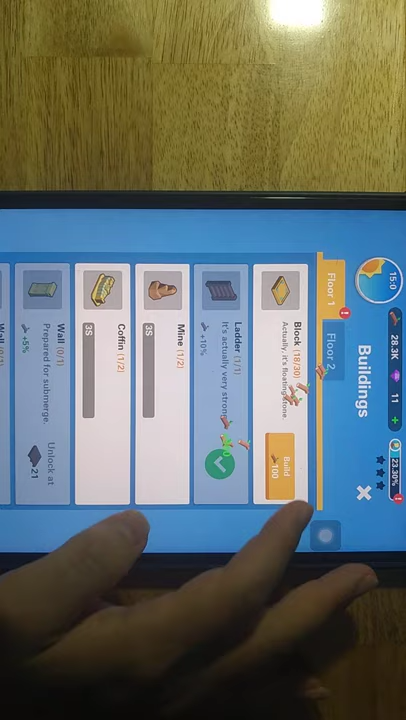 15:0
28.3K
11
23.30%
Buildings
Floor 1
Floor 2
Block (18/30)
Actually, it's floating stone.
Build
100
Ladder (1/1)
It's actually very strong
+10%
Mine (1/2)
3S
Coffin (1/2)
3S
Wall (0/1)
Prepared for submerge.
+5%
Unlock at
21